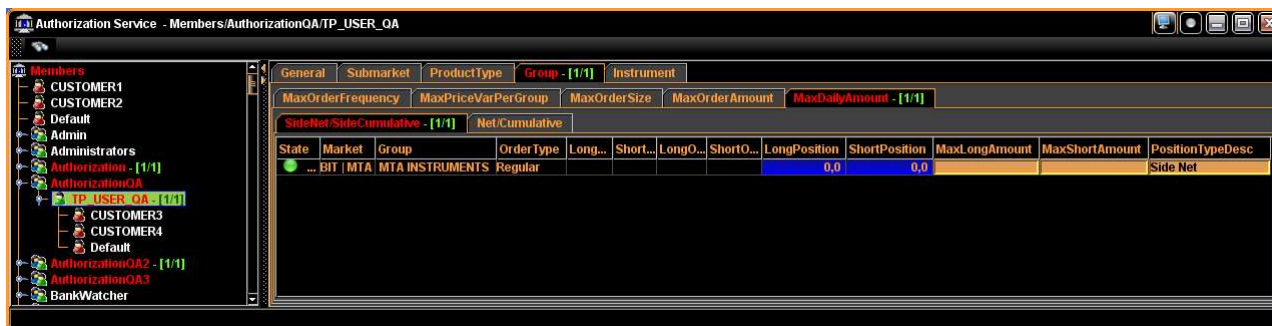 Authorization Service - Members/AuthorizationQA/TP_USER_QA
Members
CUSTOMER1
CUSTOMER2
Default
Admin
Administrators
Authorization - [1/1]
AuthorizationQA
TP_USER_QA - [1/1]
CUSTOMER3
CUSTOMER4
Default
AuthorizationQA2 - [1/1]
AuthorizationQA3
BankWatcher
General Submarket ProductType Group - [1/1] Instrument
MaxOrderFrequency MaxPriceVarPerGroup MaxOrderSize MaxOrderAmount MaxDailyAmount - [1/1]
SideNet/SideCumulative - [1/1] Net/Cumulative
State Market Group OrderType Long... Short... LongO... ShortO... LongPosition ShortPosition MaxLongAmount MaxShortAmount PositionTypeDesc
... BIT | MTA MTA INSTRUMENTS Regular 0,0 0,0 Side Net